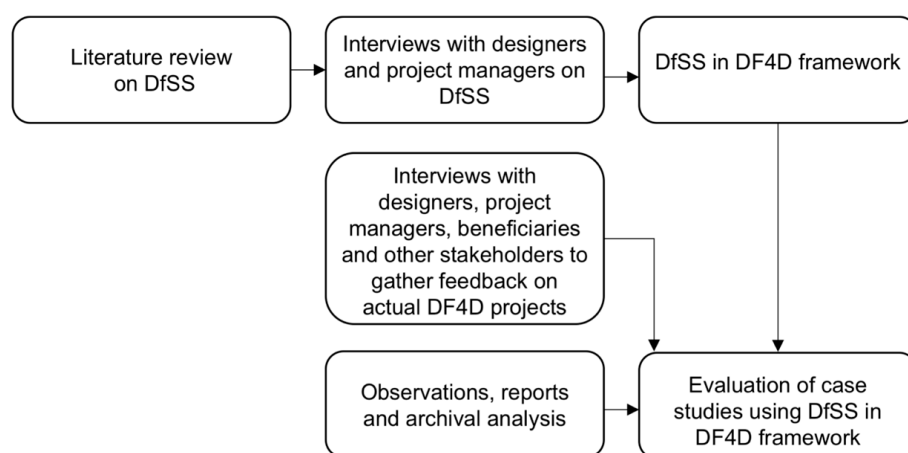 Literature review
on DfSS
Interviews with designers
and project managers on
DfSS
DfSS in DF4D framework
Interviews with
designers, project
managers, beneficiaries
and other stakeholders to
gather feedback on
actual DF4D projects
Observations, reports
and archival analysis
Evaluation of case
studies using DfSS in
DF4D framework